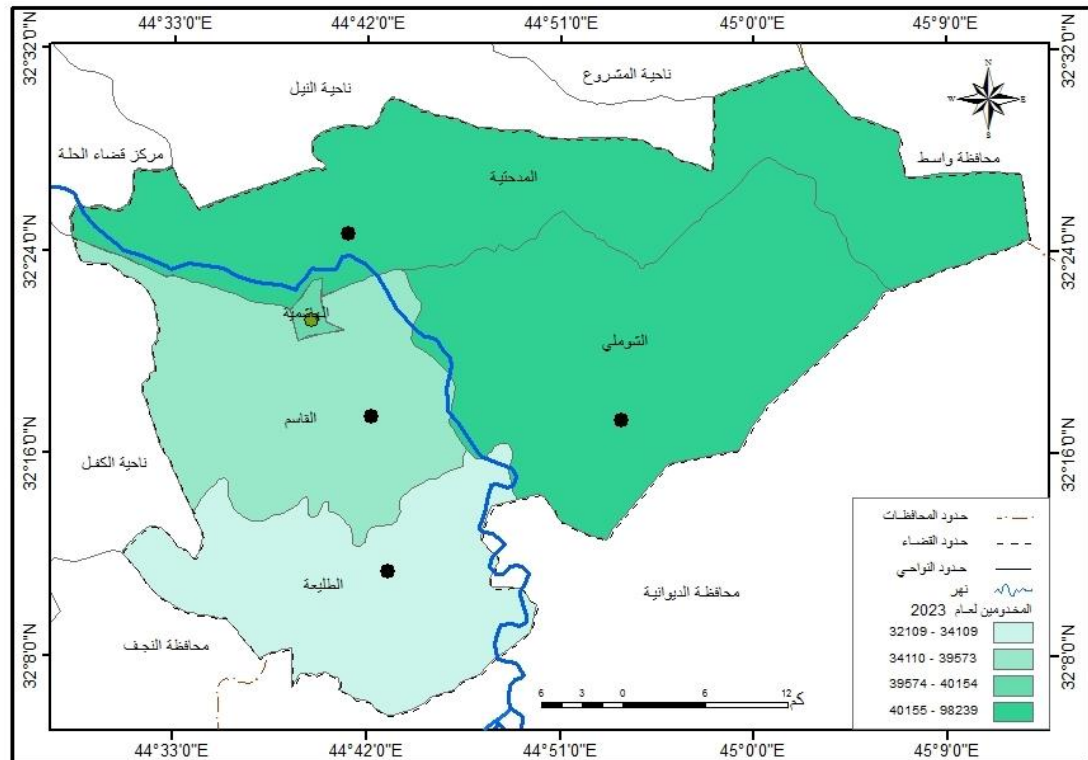 44°33'0"E 44°42'0"E 44°51'0"E 45°0'0"E 45°9'0"E
32°32'0"N
32°32'0"N
ناحية المشروع
ناحية النيل
N
W E
S
مركز قضاء الحلة
محافظة واسط
المدحتية
32°24'0"N
32°24'0"N
الهاشمية
الشوملي
القاسم
32°16'0"N
32°16'0"N
ناحية الكفل
الطليعة
محافظة الديوانية
محافظة النجف
حدود المحافظات
حدود القضاء
حدود النواحي
نهر
المخدومين لعام 2023
32109 - 34109
34110 - 39573
39574 - 40154
40155 - 98239
32°8'0"N
32°8'0"N
6 3 0 6 12 كم
44°33'0"E 44°42'0"E 44°51'0"E 45°0'0"E 45°9'0"E